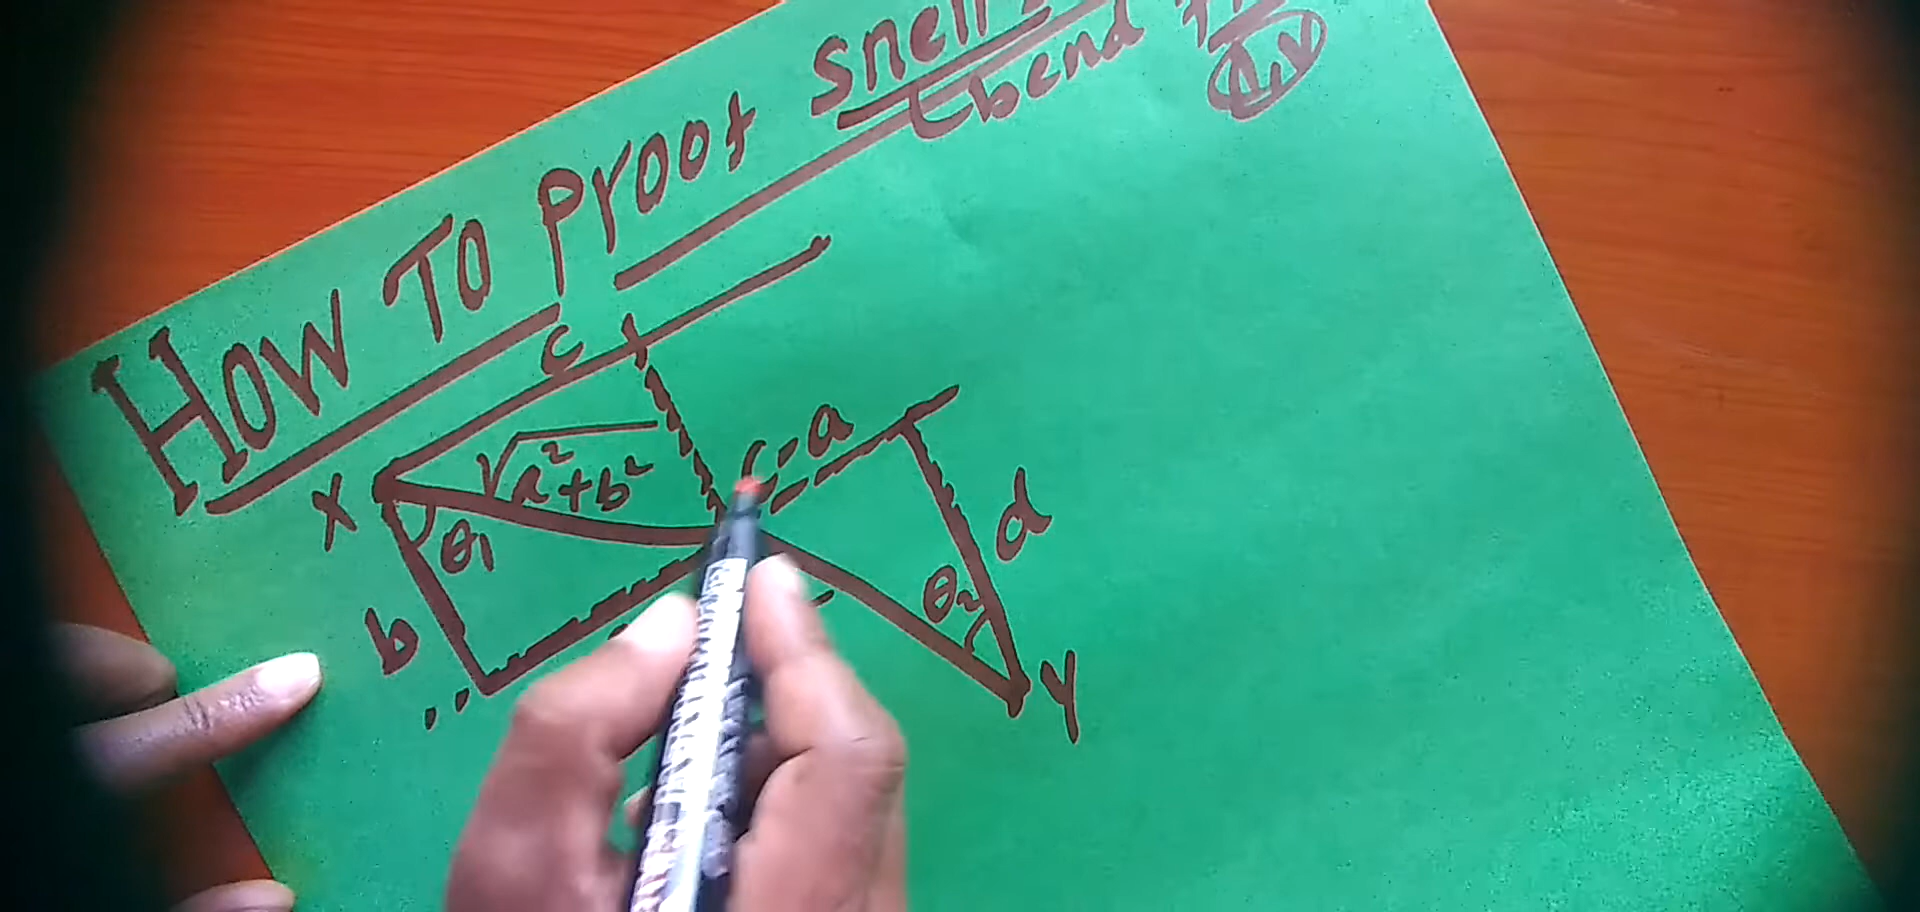 HOW TO Proof Snell's
bend
c
√a²+b²
c-a
X
θ1
d
b
θ2
Y